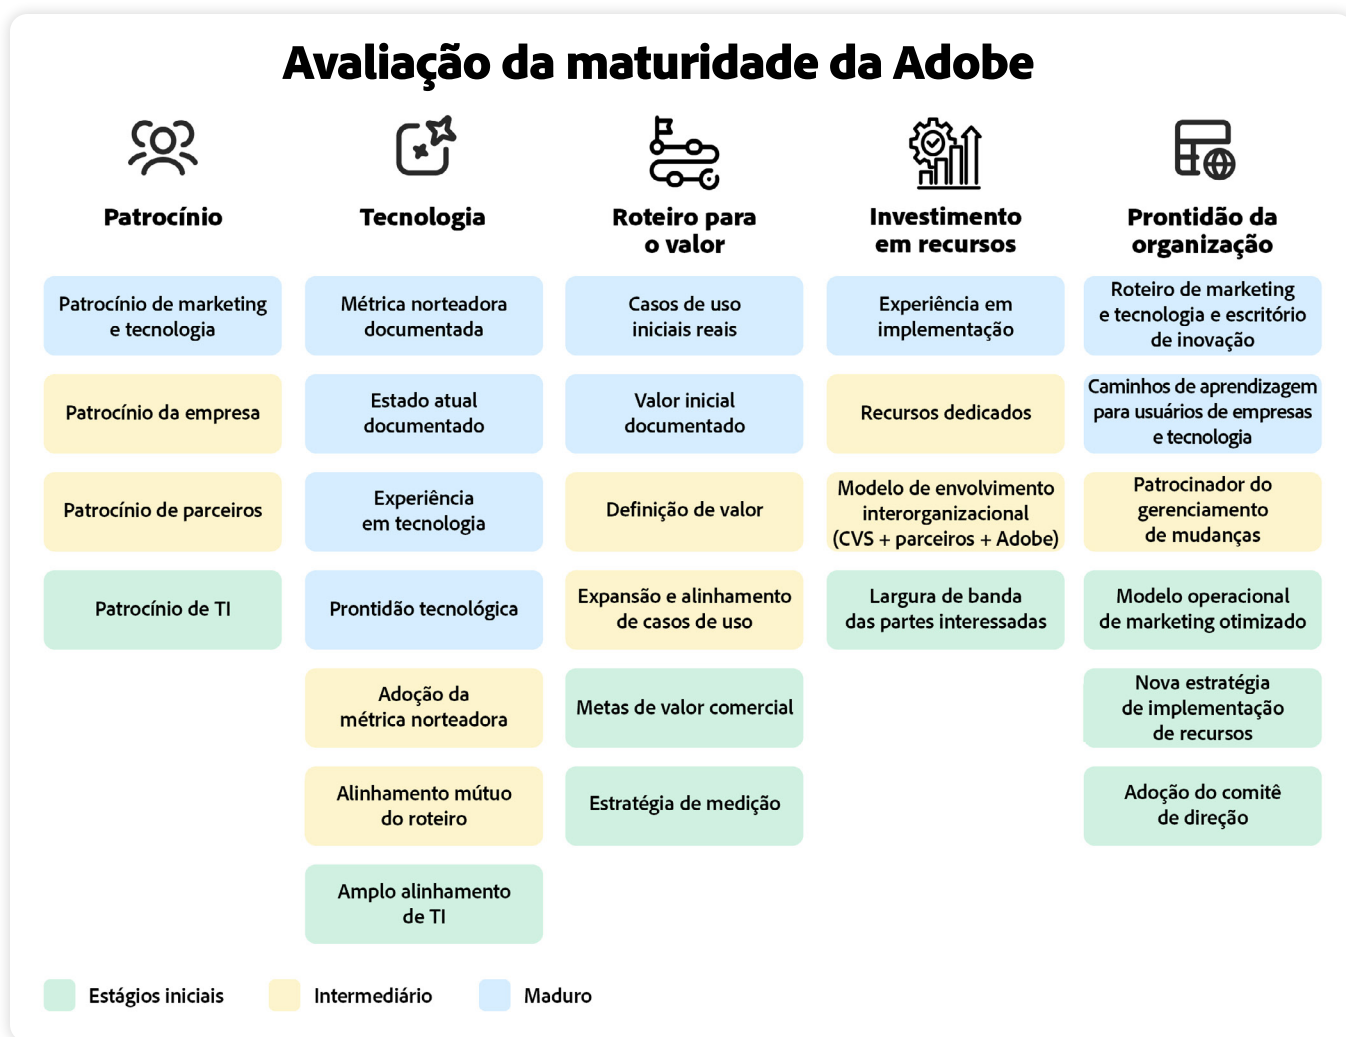 Avaliação da maturidade da Adobe
Patrocínio
Patrocínio de marketing
e tecnologia
Patrocínio da empresa
Patrocínio de parceiros
Patrocínio de TI
Tecnologia
Métrica norteadora
documentada
Estado atual
documentado
Experiência
em tecnologia
Prontidão tecnológica
Adoção da
métrica norteadora
Alinhamento mútuo
do roteiro
Amplo alinhamento
de TI
Roteiro para
o valor
Casos de uso
iniciais reais
Valor inicial
documentado
Definição de valor
Expansão e alinhamento
de casos de uso
Metas de valor comercial
Estratégia de medição
Investimento
em recursos
Experiência em
implementação
Recursos dedicados
Modelo de envolvimento
interorganizacional
(CVS + parceiros + Adobe)
Largura de banda
das partes interessadas
Prontidão da
organização
Roteiro de marketing
e tecnologia e escritório
de inovação
Caminhos de aprendizagem
para usuários de empresas
e tecnologia
Patrocinador do
gerenciamento
de mudanças
Modelo operacional
de marketing otimizado
Nova estratégia
de implementação
de recursos
Adoção do comitê
de direção
Estágios iniciais
Intermediário
Maduro